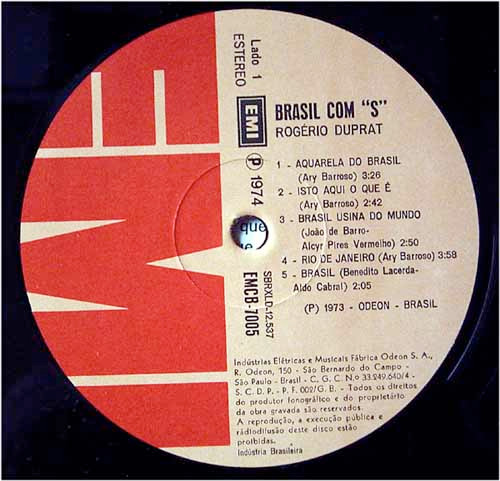 EMI
Lado 1
ESTEREO
EMI
℗ 1974
SBRXLD-12.537
EMCB-7005
BRASIL COM "S"
ROGÉRIO DUPRAT
1 - AQUARELA DO BRASIL
(Ary Barroso) 3:26
2 - ISTO AQUI O QUE É
(Ary Barroso) 2:42
3 - BRASIL USINA DO MUNDO
(João de Barro-
Alcyr Pires Vermelho) 2:50
4 - RIO DE JANEIRO (Ary Barroso) 3:58
5 - BRASIL (Benedito Lacerda-
Aldo Cabral) 2:05
(P) 1973 - ODEON - BRASIL
que
Indústrias Elétricas e Musicais Fábrica Odeon S. A.,
R. Odeon, 150 - São Bernardo do Campo -
São Paulo - Brasil - C. G. C. N.º 33.249.640/4 -
S. C. D. P. - P. F. 002/G. B. - Todos os direitos
do produtor fonográfico e do proprietário
da obra gravada são reservados.
A reprodução, a execução pública e
rádiodifusão deste disco estão
proibidas.
Indústria Brasileira